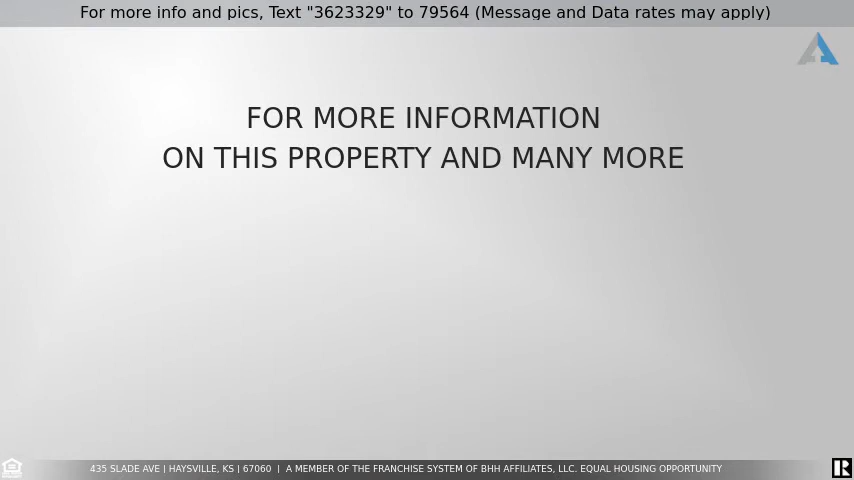 For more info and pics, Text "3623329" to 79564 (Message and Data rates may apply)
FOR MORE INFORMATION
ON THIS PROPERTY AND MANY MORE
435 SLADE AVE | HAYSVILLE, KS | 67060 | A MEMBER OF THE FRANCHISE SYSTEM OF BHH AFFILIATES, LLC. EQUAL HOUSING OPPORTUNITY